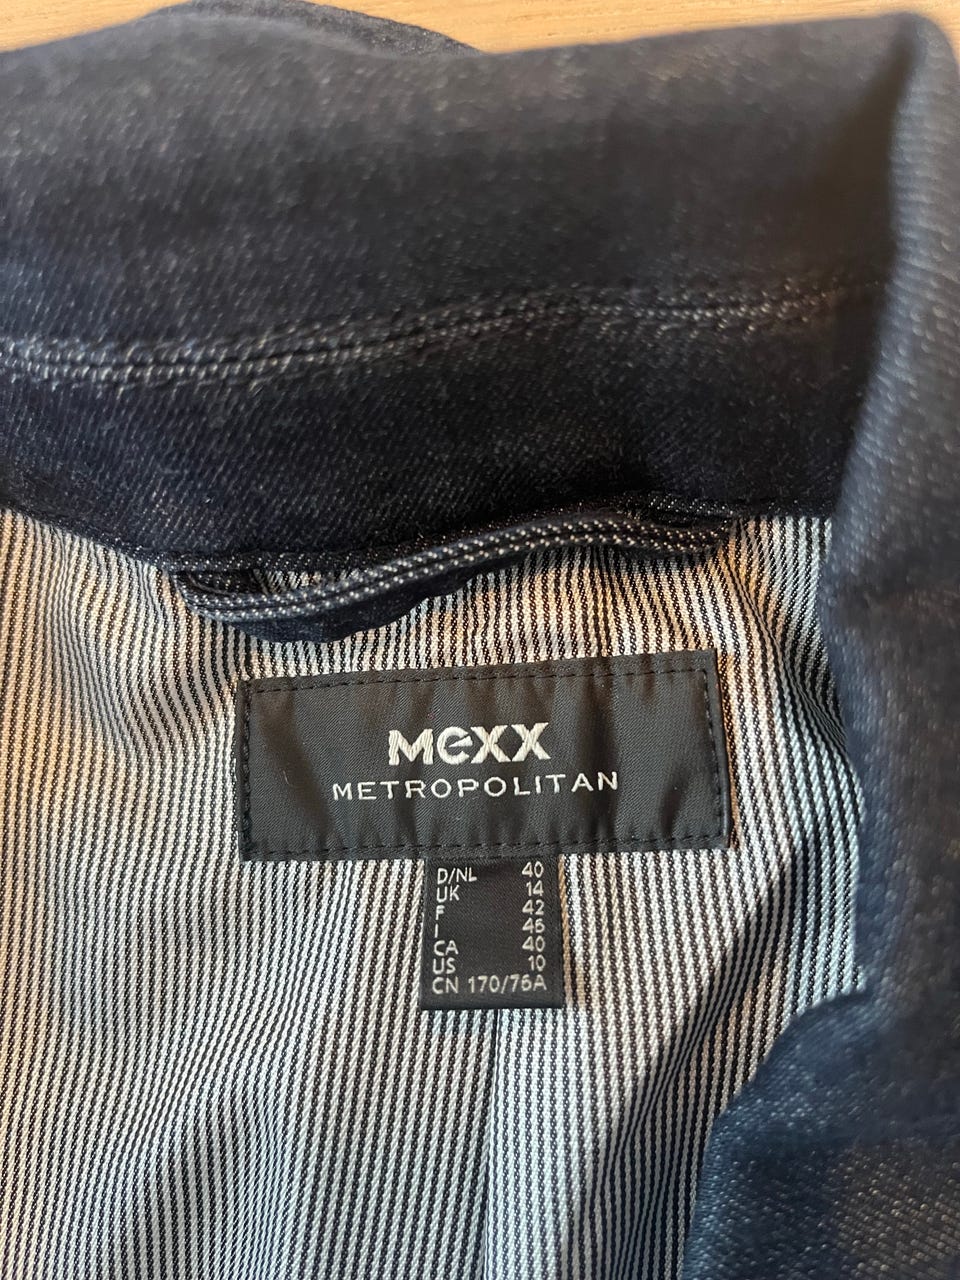 MEXX
METROPOLITAN
D/NL 40
UK 14
F 42
I 46
CA 40
US 10
CN 170/76A